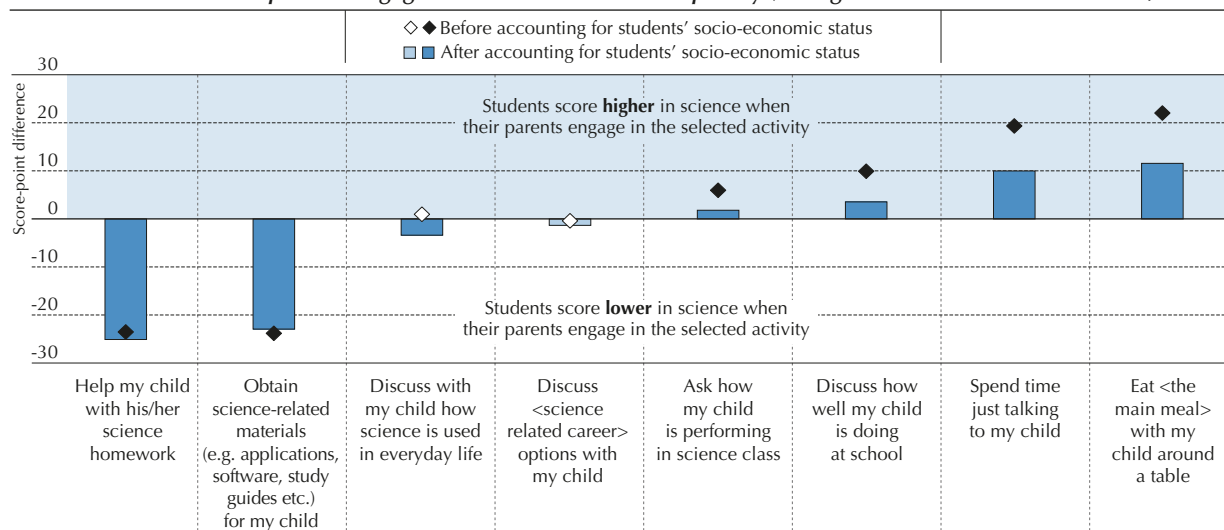 Before accounting for students' socio-economic status
After accounting for students' socio-economic status
Score-point difference
30
20
10
0
-10
-20
-30
Students score higher in science when
their parents engage in the selected activity
Students score lower in science when
their parents engage in the selected activity
Help my child
with his/her
science
homework
Obtain
science-related
materials
(e.g. applications,
software, study
guides etc.)
for my child
Discuss with
my child how
science is used
in everyday life
Discuss
<science
related career>
options with
my child
Ask how
my child
is performing
in science class
Discuss how
well my child
is doing
at school
Spend time
just talking
to my child
Eat <the
main meal>
with my
child around
a table